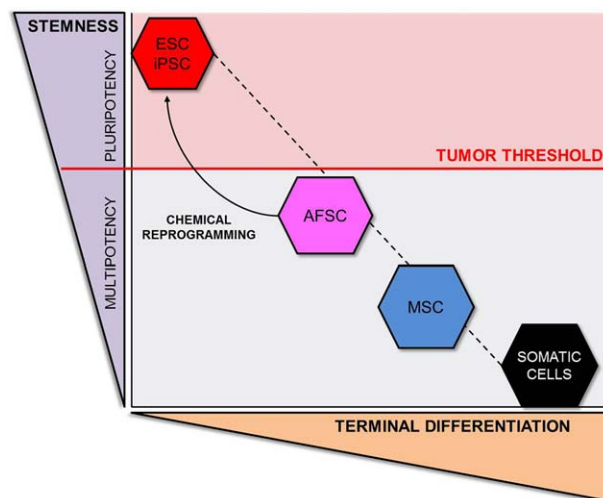 STEMNESS
PLURIPOTENCY
MULTIPOTENCY
ESC
iPSC
TUMOR THRESHOLD
AFSC
CHEMICAL
REPROGRAMMING
MSC
SOMATIC
CELLS
TERMINAL DIFFERENTIATION